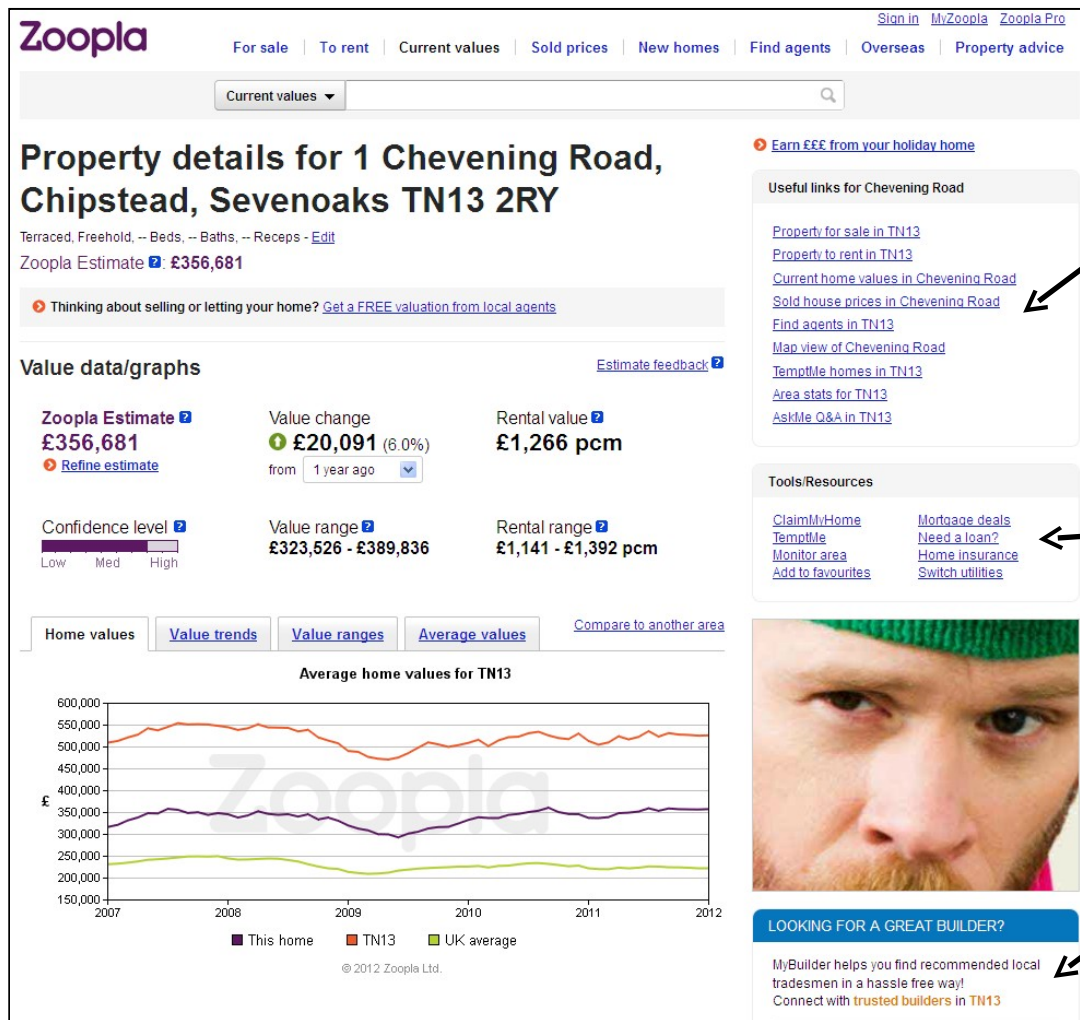 Zoopla
Sign in MyZoopla Zoopla Pro
For sale To rent Current values Sold prices New homes Find agents Overseas Property advice
Current values
Property details for 1 Chevening Road,
Chipstead, Sevenoaks TN13 2RY
Terraced, Freehold, -- Beds, -- Baths, -- Receps - Edit
Zoopla Estimate ?: £356,681
Thinking about selling or letting your home? Get a FREE valuation from local agents
Value data/graphs
Estimate feedback ?
Zoopla Estimate ?
£356,681
Refine estimate
Value change
£20,091 (6.0%)
from 1 year ago
Rental value ?
£1,266 pcm
Confidence level ?
Low Med High
Value range ?
£323,526 - £389,836
Rental range ?
£1,141 - £1,392 pcm
Home values Value trends Value ranges Average values
Compare to another area
Average home values for TN13
600,000
550,000
500,000
450,000
400,000
350,000
300,000
250,000
200,000
150,000
£
Zoopla
2007 2008 2009 2010 2011 2012
This home TN13 UK average
© 2012 Zoopla Ltd.
Earn £££ from your holiday home
Useful links for Chevening Road
Property for sale in TN13
Property to rent in TN13
Current home values in Chevening Road
Sold house prices in Chevening Road
Find agents in TN13
Map view of Chevening Road
TemptMe homes in TN13
Area stats for TN13
AskMe Q&A in TN13
Tools/Resources
ClaimMyHome Mortgage deals
TemptMe Need a loan?
Monitor area Home insurance
Add to favourites Switch utilities
LOOKING FOR A GREAT BUILDER?
MyBuilder helps you find recommended local
tradesmen in a hassle free way!
Connect with trusted builders in TN13